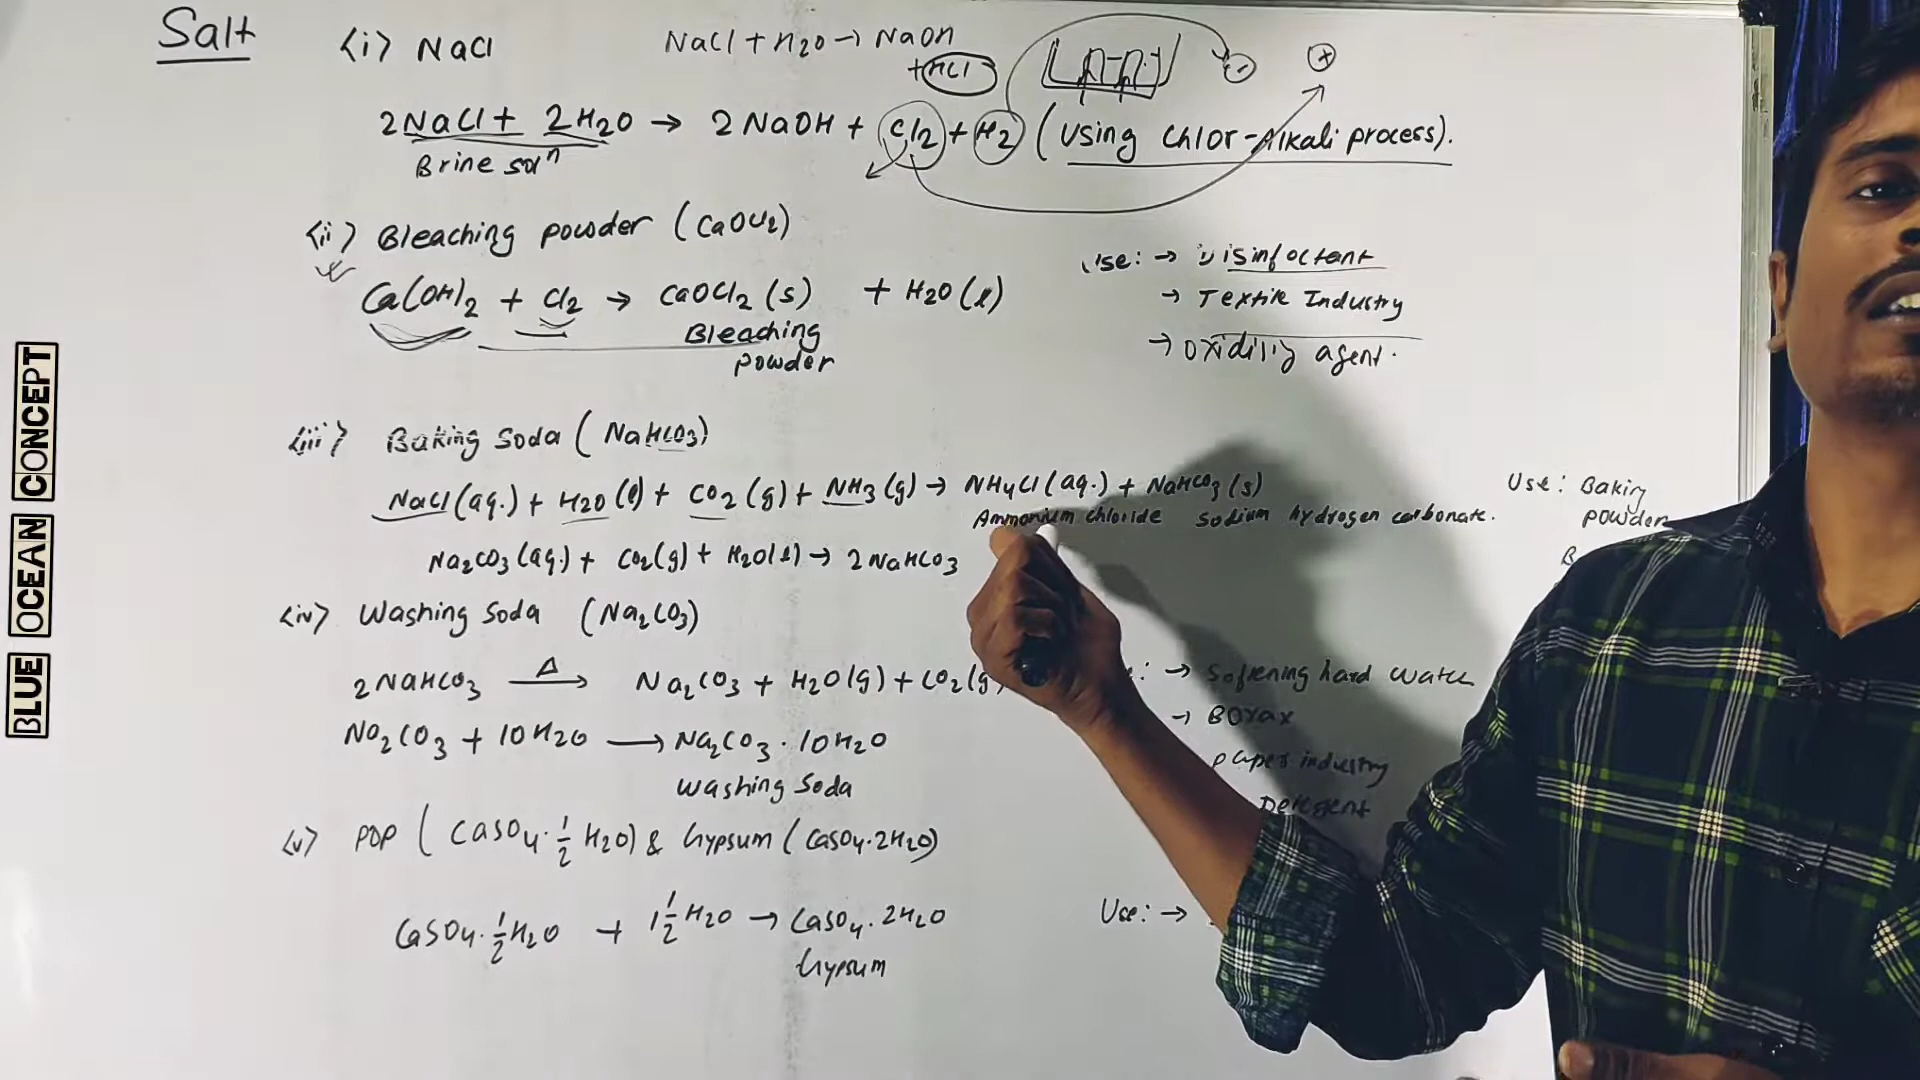 Salt
(i) NaCl
NaCl + H2O → NaOH
+ HCl
2NaCl + 2H2O → 2NaOH + Cl2 + H2 (Using Chlor-Alkali process).
Brine solⁿ
(ii) Bleaching powder (CaOCl2)
Ca(OH)2 + Cl2 → CaOCl2 (s) + H2O (l)
Bleaching
powder
Use: → Disinfoctant
→ Textile Industry
→ agent.
(iii) Baking Soda (NaHCO3)
NaCl (aq.) + H2O (l) + CO2 (g) + NH3 (g) → NH4Cl (aq.) + NaHCO3 (s)
Ammonium chloride Sodium hydrogen carbonate.
Na2CO3 (aq.) + CO2 (g) + H2O (l) → 2NaHCO3
Use: Baking
powder
B
(iv) Washing Soda (Na2CO3)
2NaHCO3 Δ→ Na2CO3 + H2O (g) + CO2 (g)
Na2CO3 + 10H2O → Na2CO3 · 10H2O
Washing Soda
: → Softening hard Water
→ Borax
paper industry
Detergent
(v) POP (CaSO4 · 1/2 H2O) & Gypsum (CaSO4 · 2H2O)
CaSO4 · 1/2 H2O + 1 1/2 H2O → CaSO4 · 2H2O
Gypsum
Use: →
BLUE OCEAN CONCEPT